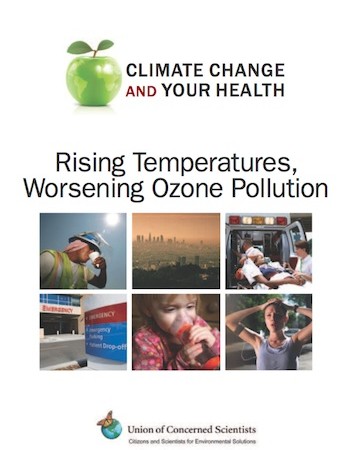 CLIMATE CHANGE
AND YOUR HEALTH
Rising Temperatures,
Worsening Ozone Pollution
EMERGENCY
EMERGENCY
Emergency
Parking
Patient Drop-off
Union of Concerned Scientists
Citizens and Scientists for Environmental Solutions